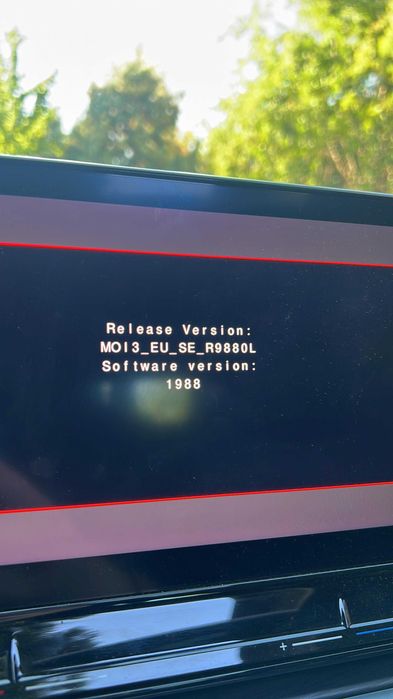 Release Version:
MOI3_EU_SE_R9880L
Software version:
1988
+